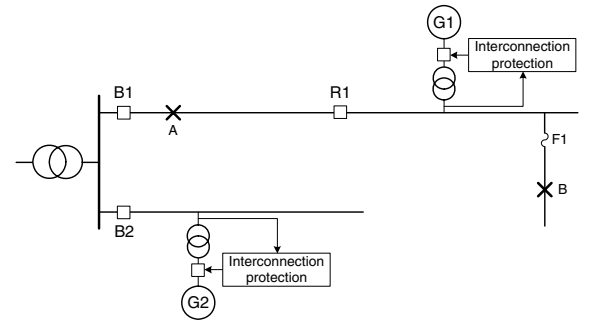 G1
Interconnection
protection
B1
R1
A
F1
B
B2
Interconnection
protection
G2